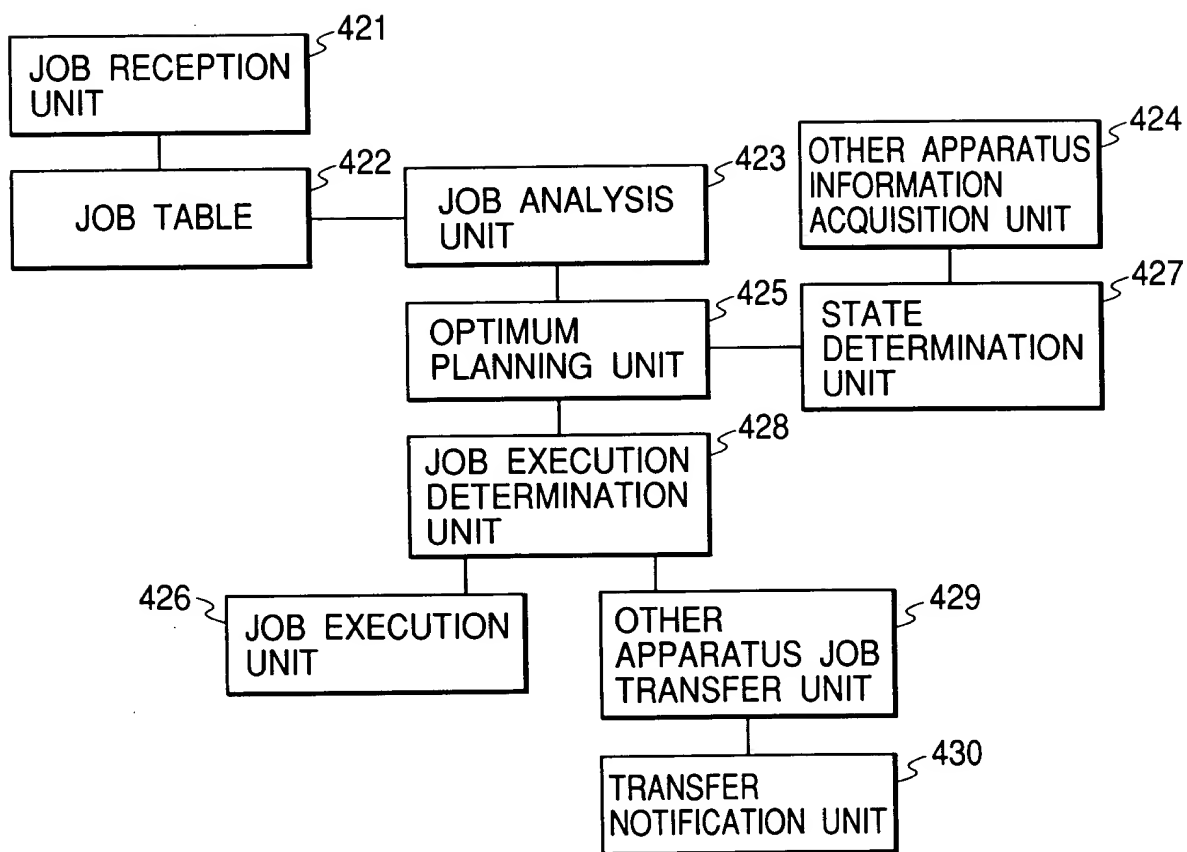 421
JOB RECEPTION
UNIT
422
JOB TABLE
423
JOB ANALYSIS
UNIT
424
OTHER APPARATUS
INFORMATION
ACQUISITION UNIT
425
OPTIMUM
PLANNING UNIT
427
STATE
DETERMINATION
UNIT
428
JOB EXECUTION
DETERMINATION
UNIT
426
JOB EXECUTION
UNIT
429
OTHER
APPARATUS JOB
TRANSFER UNIT
430
TRANSFER
NOTIFICATION UNIT